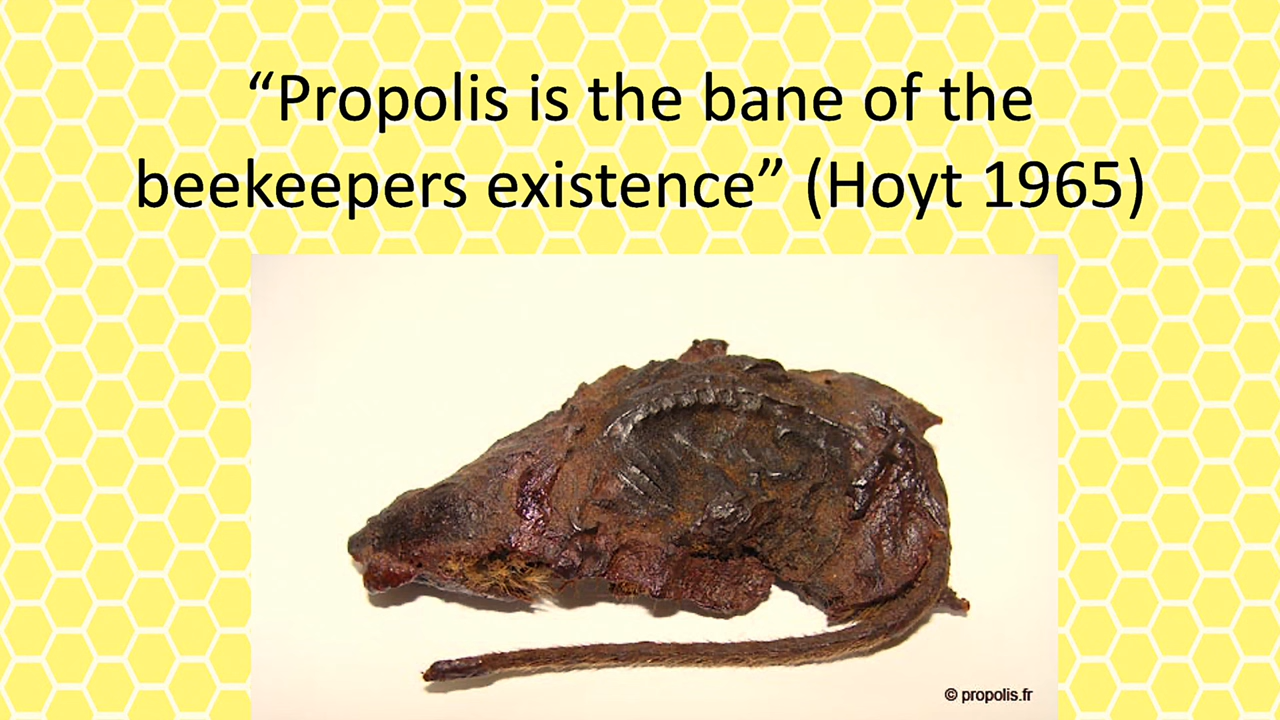 “Propolis is the bane of the
beekeepers existence” (Hoyt 1965)
© propolis.fr